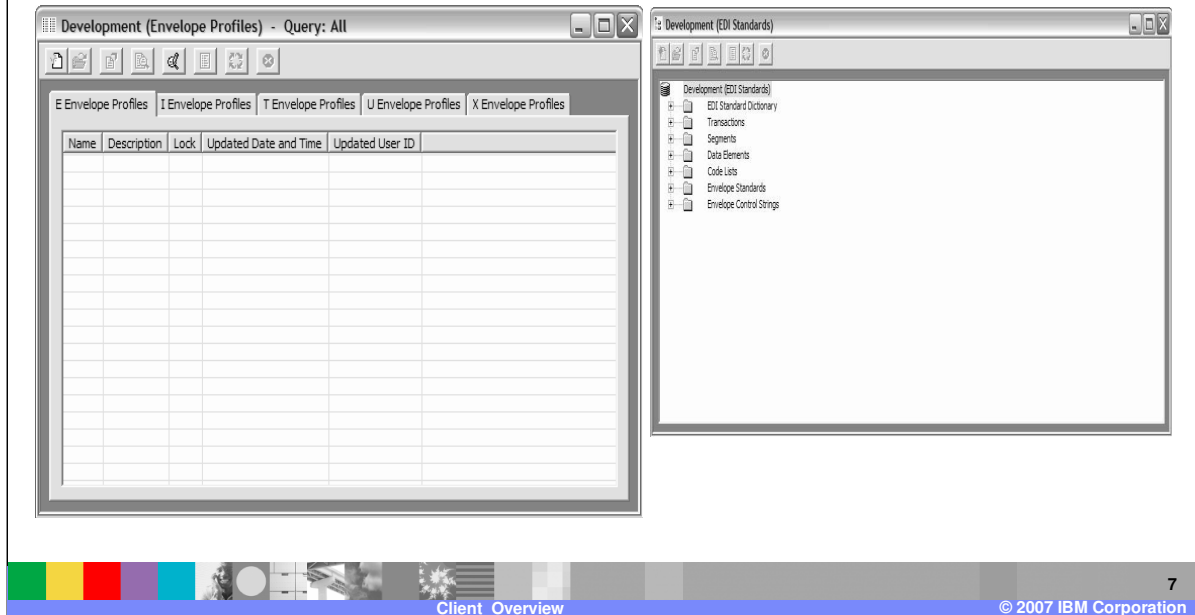 Development (Envelope Profiles) - Query: All
E Envelope Profiles I Envelope Profiles T Envelope Profiles U Envelope Profiles X Envelope Profiles
Name Description Lock Updated Date and Time Updated User ID
Development (EDI Standards)
Development (EDI Standards)
EDI Standard Dictionary
Transactions
Segments
Data Elements
Code Lists
Envelope Standards
Envelope Control Strings
7
Client Overview
© 2007 IBM Corporation